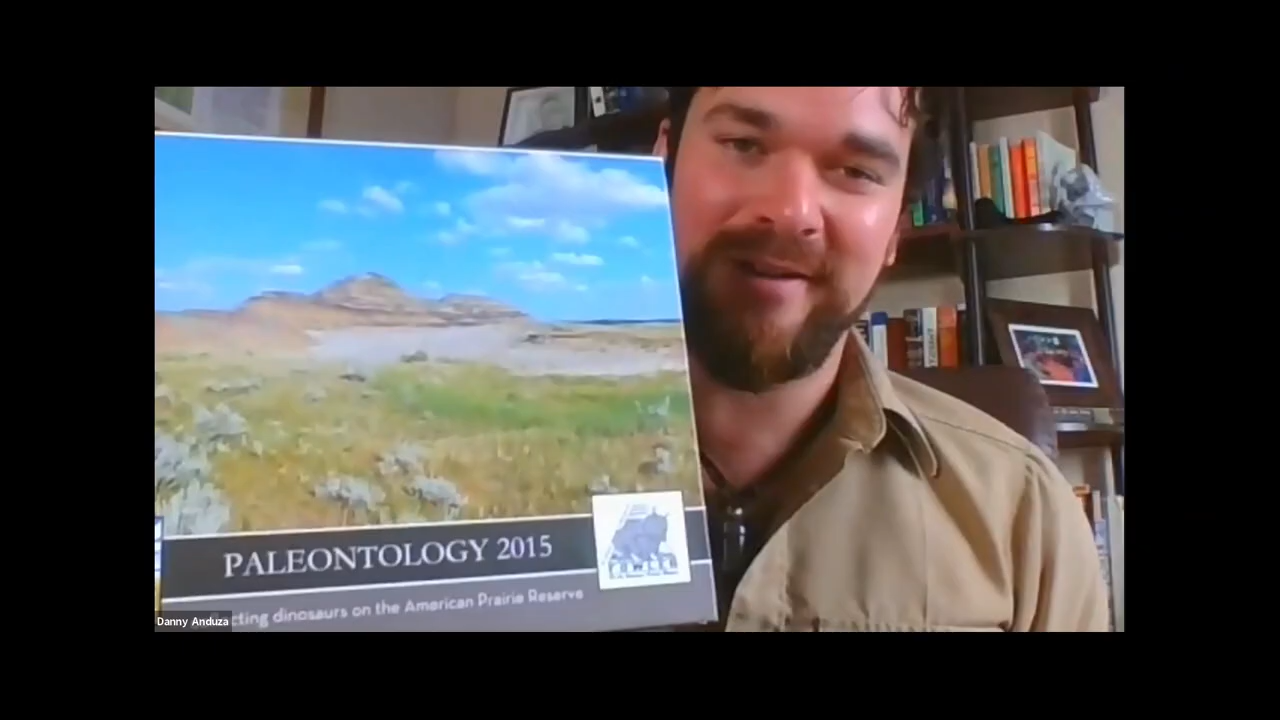 PALEONTOLOGY 2015
cting dinosaurs on the American Prairie Reserve
Danny Anduza